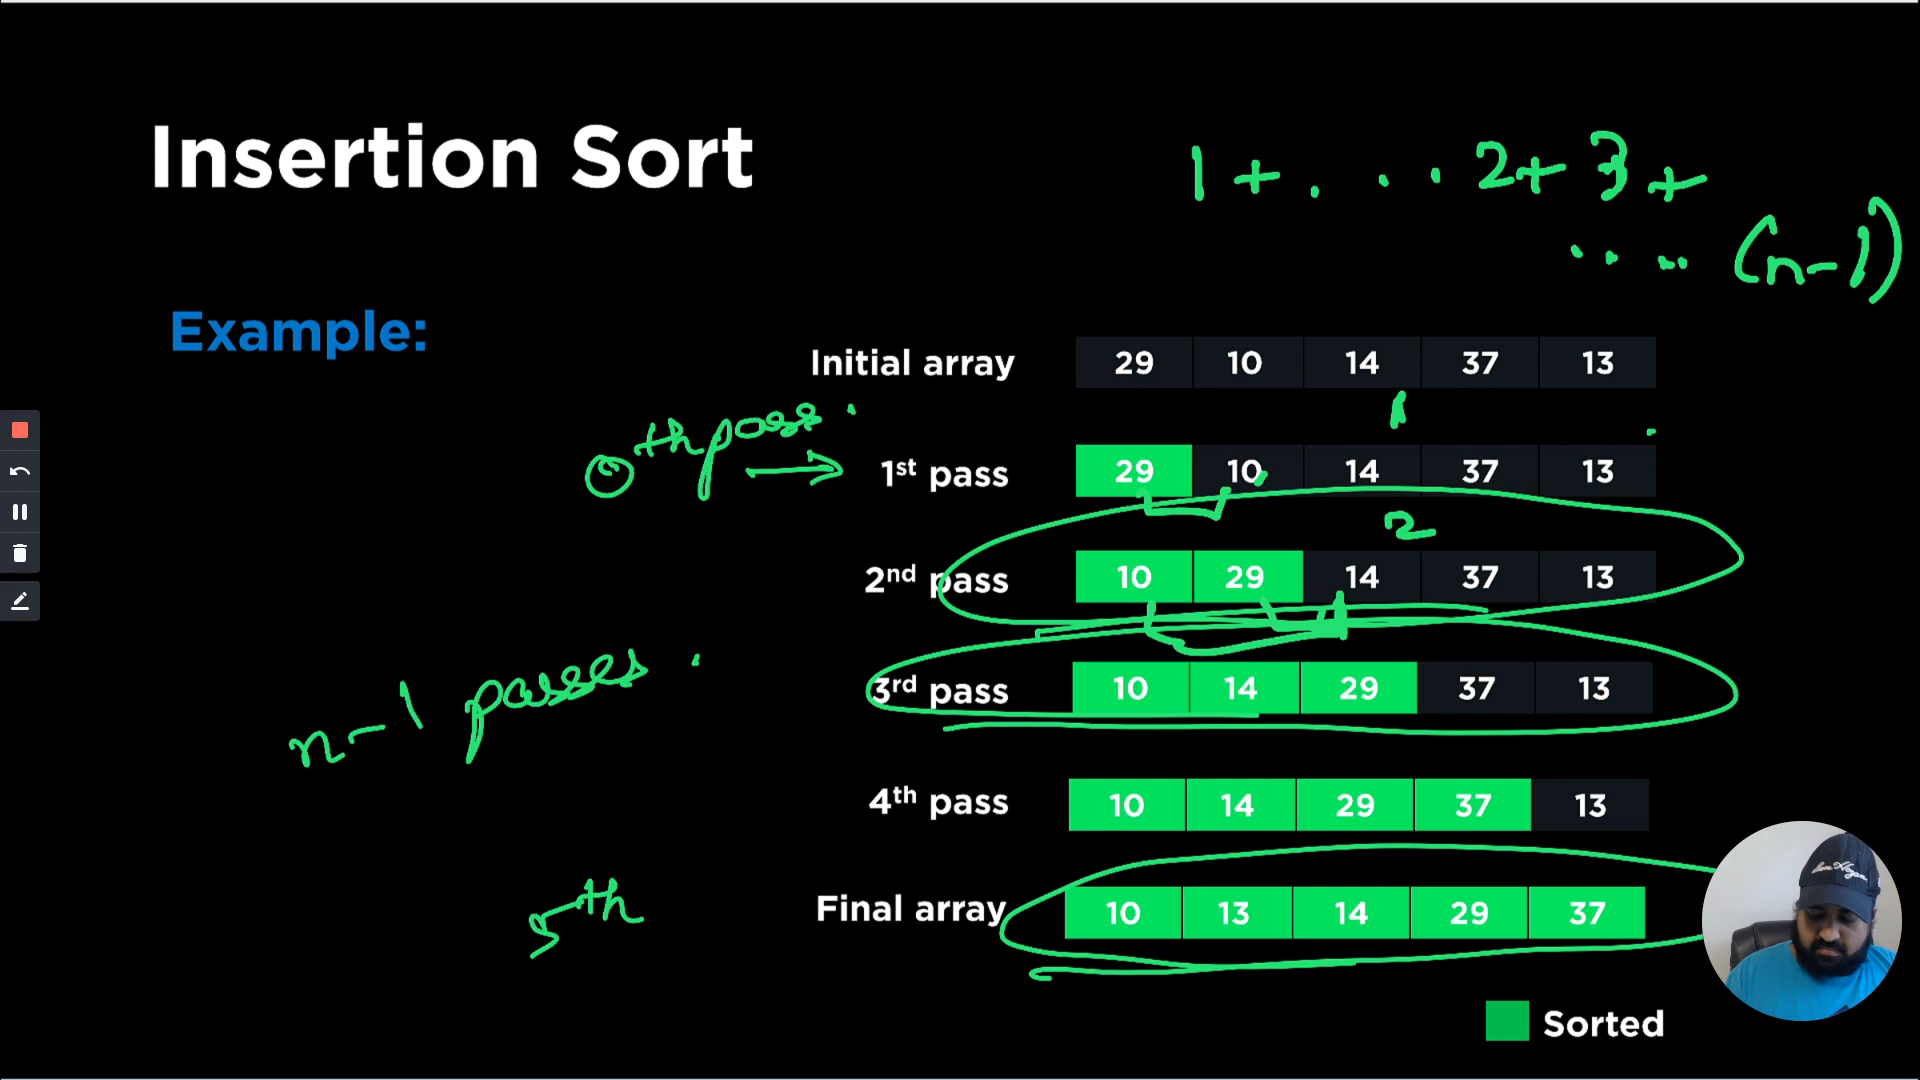 Insertion Sort
1 + . . . 2 + 3 +
. . . . (n-1)
Example:
Initial array 29 10 14 37 13
0th pass.
1
1st pass 29 10 14 37 13
2
2nd pass 10 29 14 37 13
n-1 passes.
3rd pass 10 14 29 37 13
4th pass 10 14 29 37 13
5th
Final array 10 13 14 29 37
Sorted